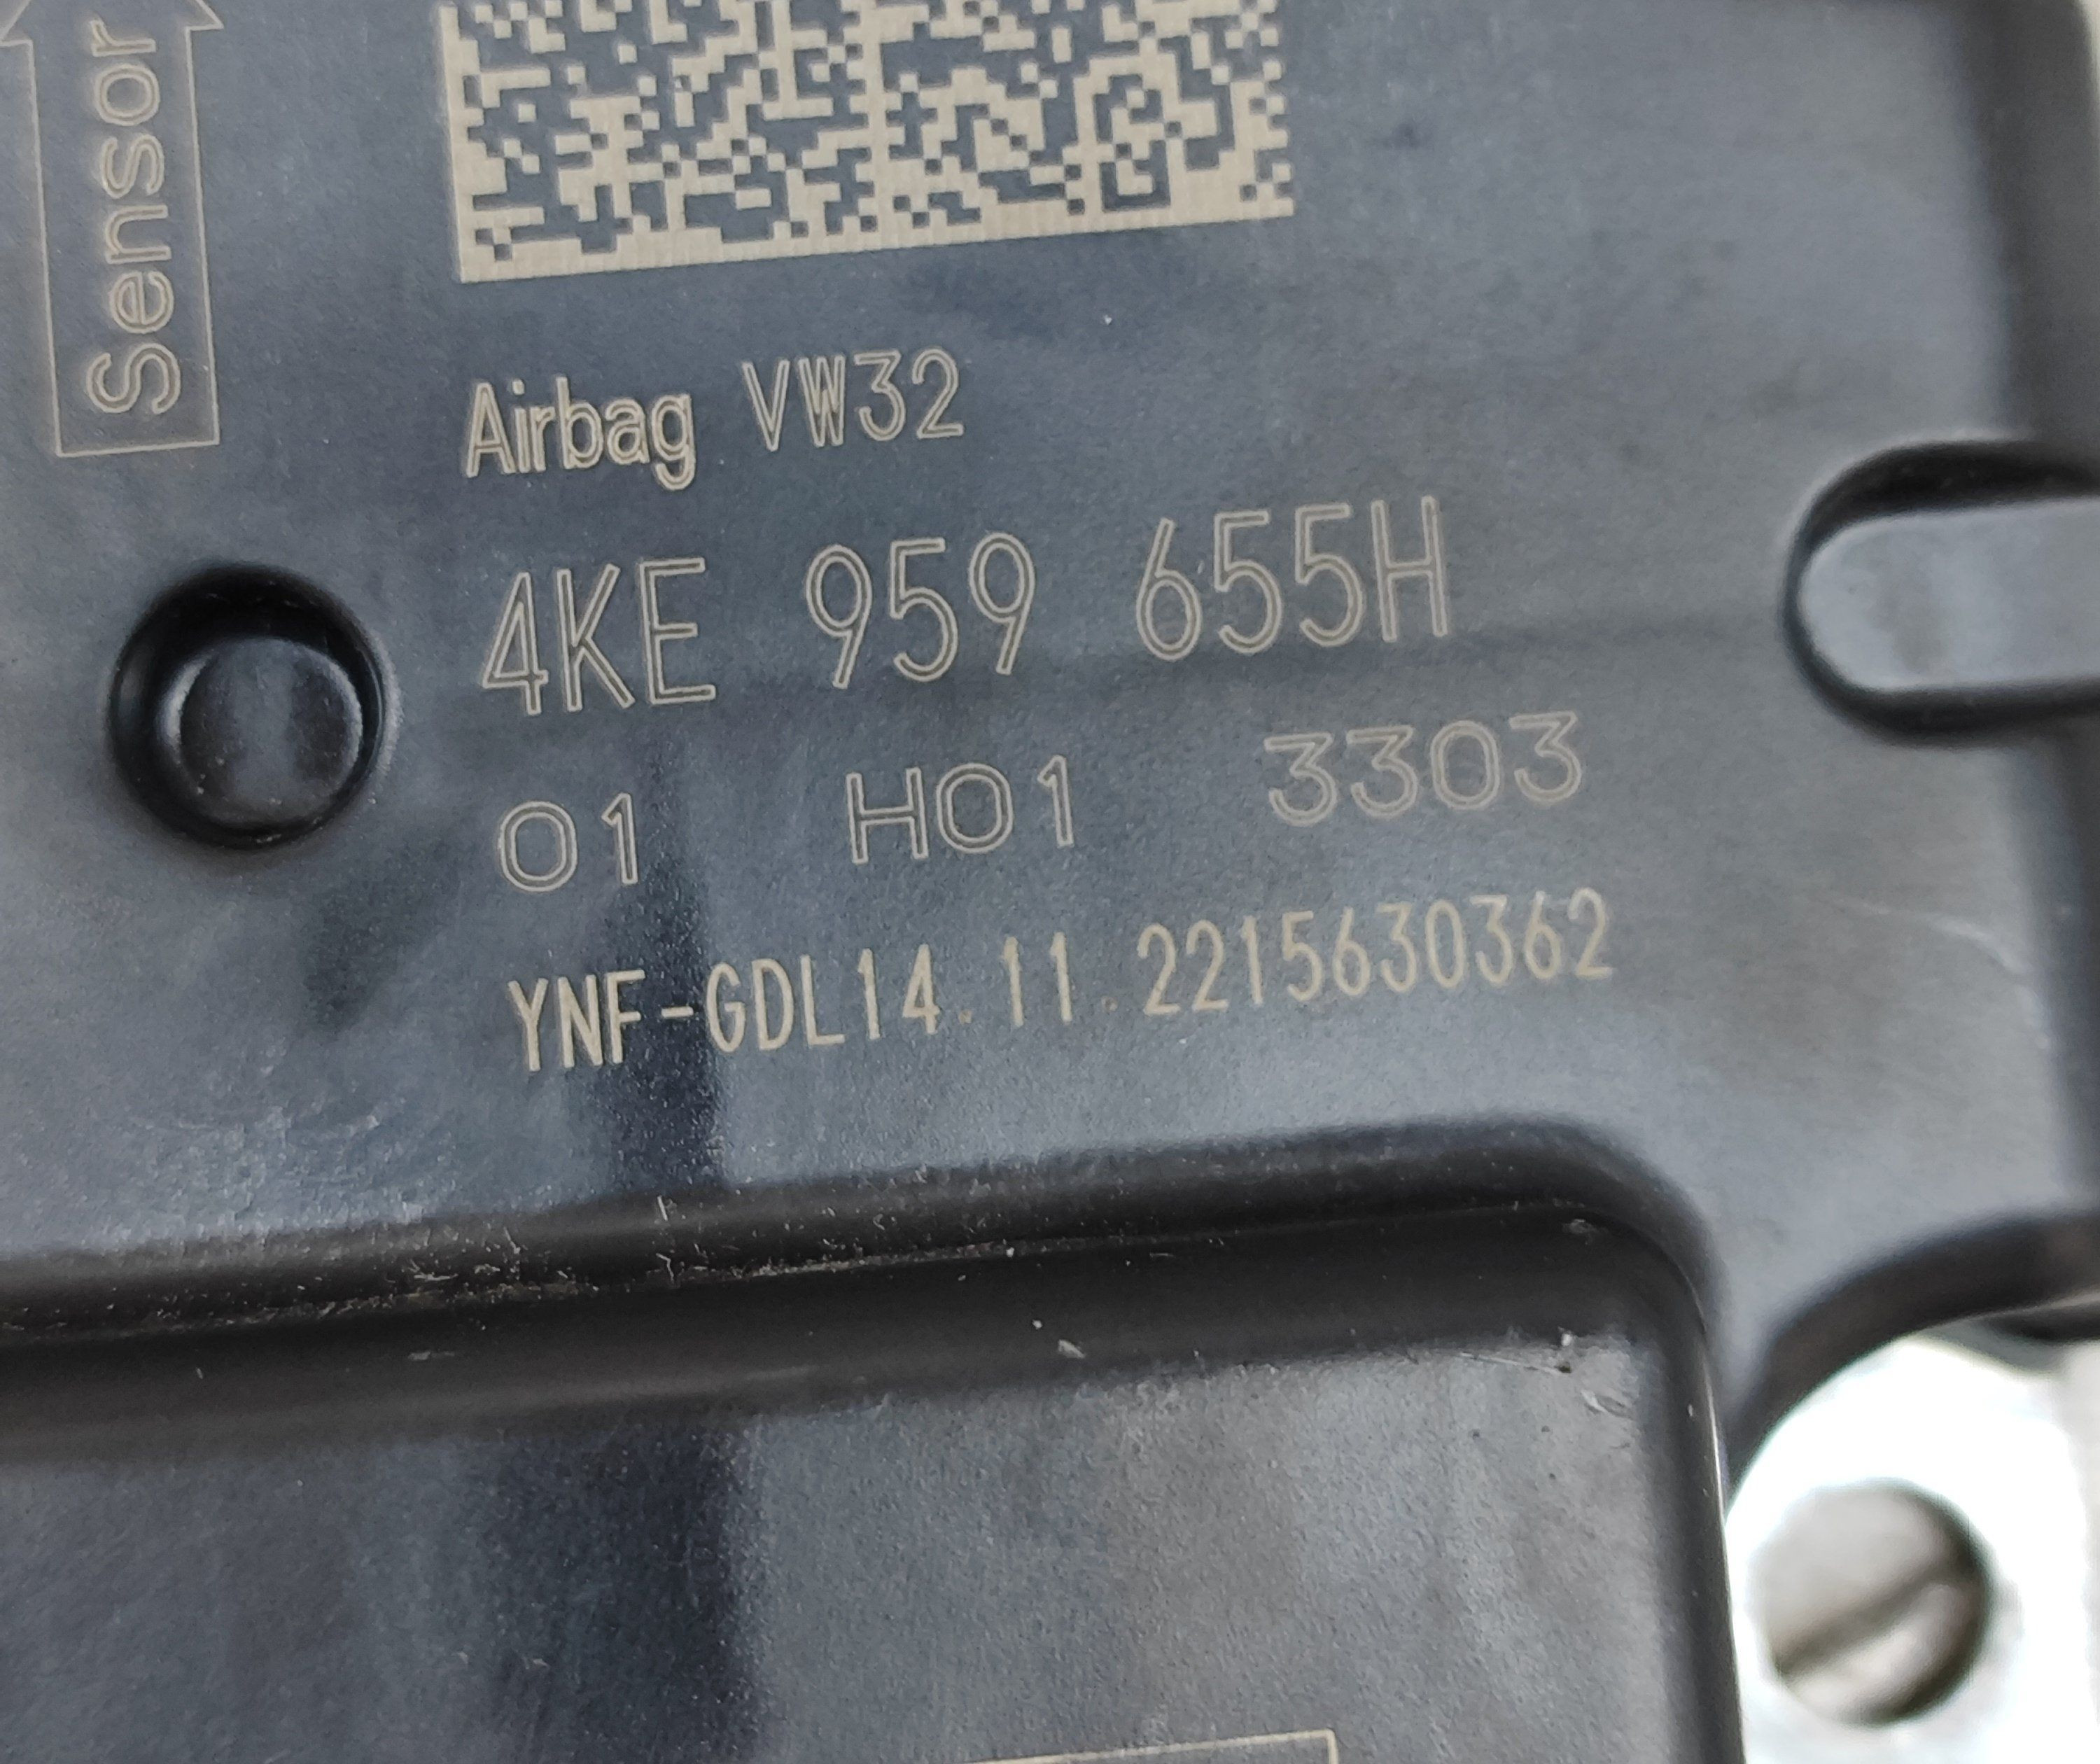 Sensor
Airbag VW32
4KE 959 655H
01 H01 3303
YNF-GDL14.11.2215630362